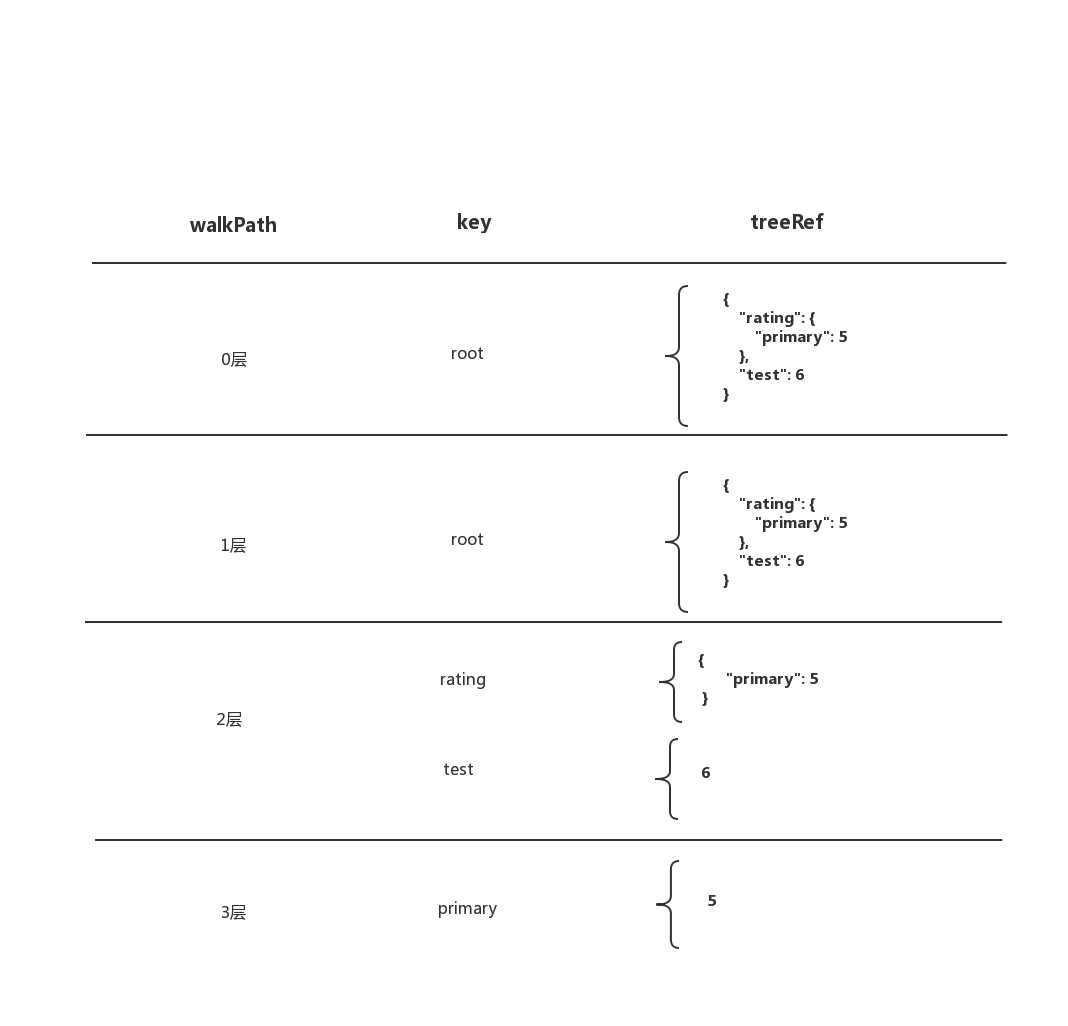 walkPath key treeRef
0层 root
{
"rating": {
"primary": 5
},
"test": 6
}
1层 root
{
"rating": {
"primary": 5
},
"test": 6
}
2层
rating
{
"primary": 5
}
test
6
3层 primary 5